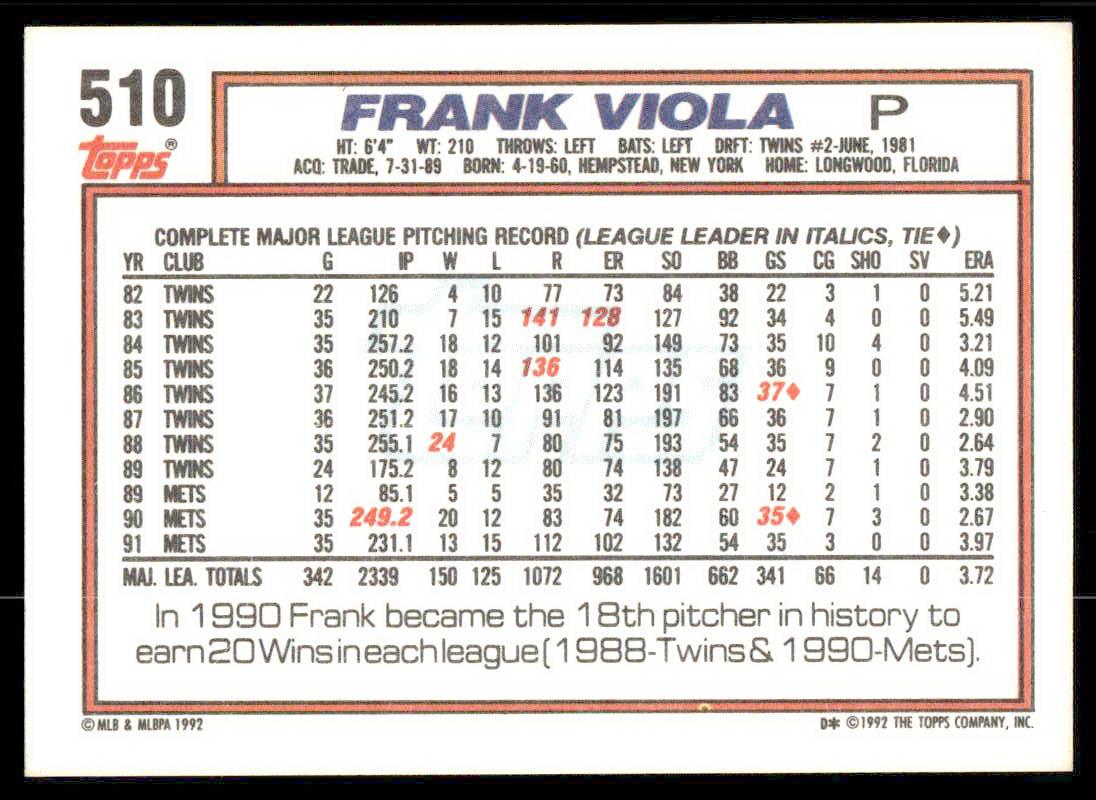 510
Topps®
FRANK VIOLA P
HT: 6'4" WT: 210 THROWS: LEFT BATS: LEFT DRFT: TWINS #2-JUNE, 1981
ACQ: TRADE, 7-31-89 BORN: 4-19-60, HEMPSTEAD, NEW YORK HOME: LONGWOOD, FLORIDA
COMPLETE MAJOR LEAGUE PITCHING RECORD (LEAGUE LEADER IN ITALICS, TIE♦)
YR CLUB G IP W L R ER SO BB GS CG SHO SV ERA
82 TWINS 22 126 4 10 77 73 84 38 22 3 1 0 5.21
83 TWINS 35 210 7 15 141 128 127 92 34 4 0 0 5.49
84 TWINS 35 257.2 18 12 101 92 149 73 35 10 4 0 3.21
85 TWINS 36 250.2 18 14 136 114 135 68 36 9 0 0 4.09
86 TWINS 37 245.2 16 13 136 123 191 83 37♦ 7 1 0 4.51
87 TWINS 36 251.2 17 10 91 81 197 66 36 7 1 0 2.90
88 TWINS 35 255.1 24 7 80 75 193 54 35 7 2 0 2.64
89 TWINS 24 175.2 8 12 80 74 138 47 24 7 1 0 3.79
89 METS 12 85.1 5 5 35 32 73 27 12 2 1 0 3.38
90 METS 35 249.2 20 12 83 74 182 60 35♦ 7 3 0 2.67
91 METS 35 231.1 13 15 112 102 132 54 35 3 0 0 3.97
MAJ. LEA. TOTALS 342 2339 150 125 1072 968 1601 662 341 66 14 0 3.72
In 1990 Frank became the 18th pitcher in history to
earn 20 Wins in each league (1988-Twins & 1990-Mets).
© MLB & MLBPA 1992
D* © 1992 THE TOPPS COMPANY, INC.